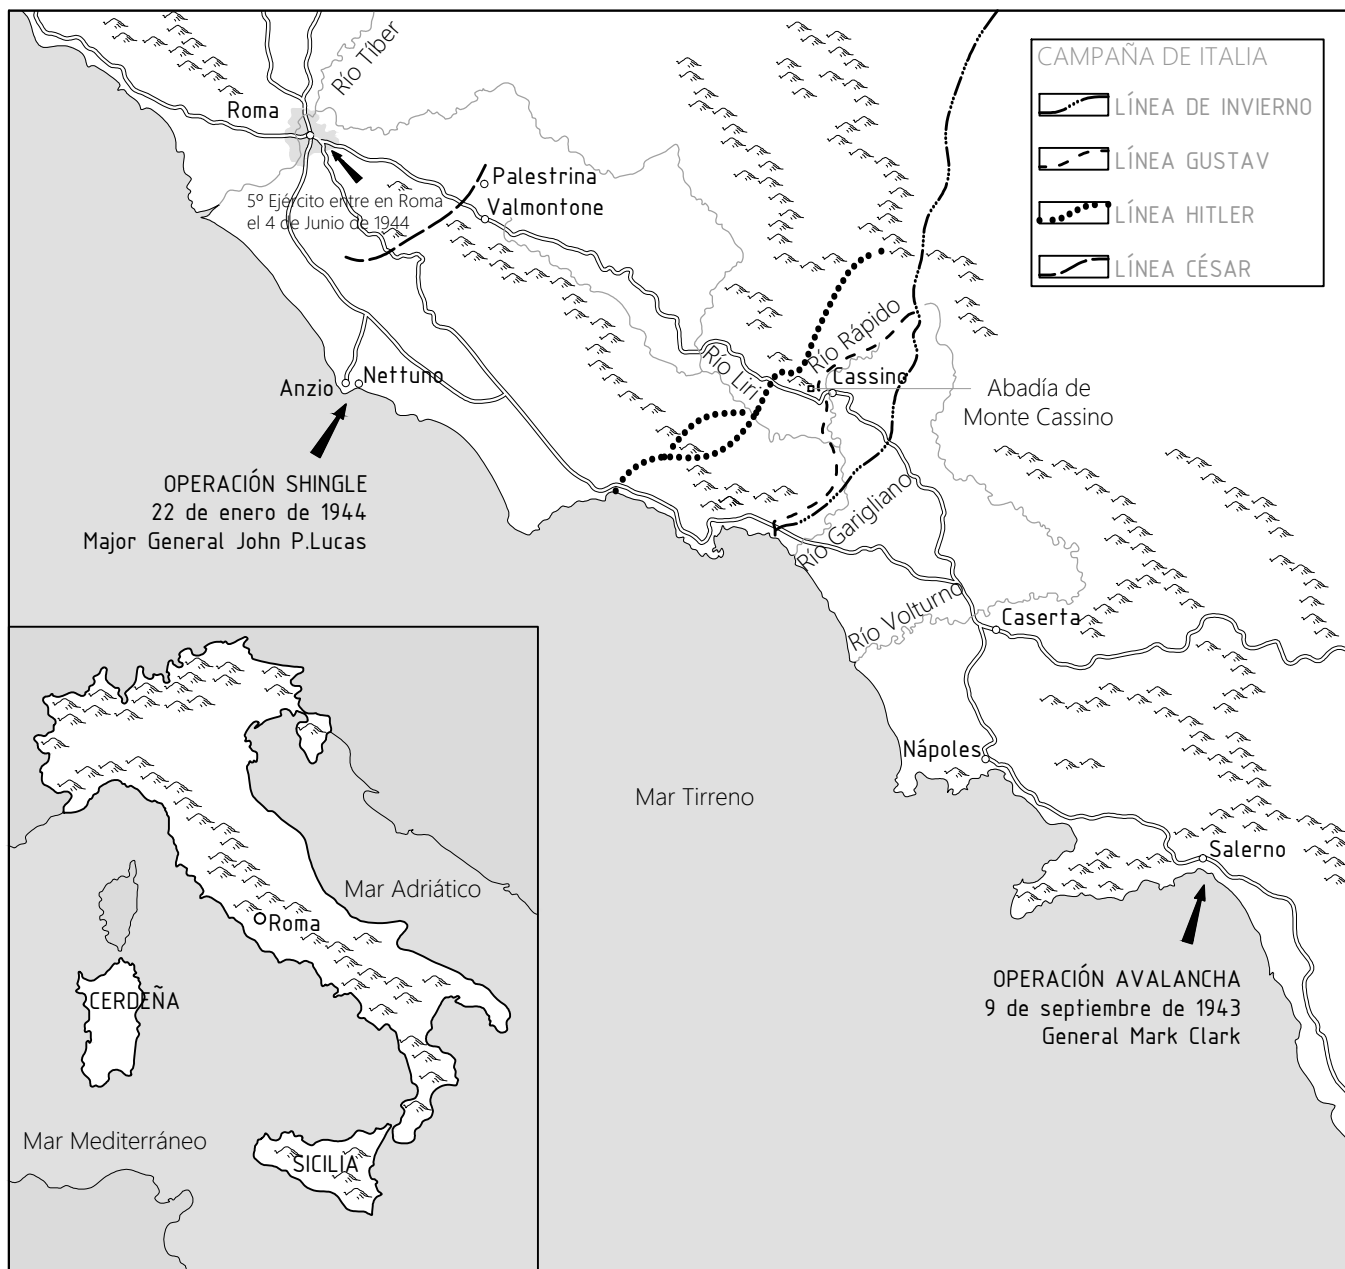 CAMPAÑA DE ITALIA
LÍNEA DE INVIERNO
LÍNEA GUSTAV
LÍNEA HITLER
LÍNEA CÉSAR
Río Tíber
Roma
Palestrina
Valmontone
5º Ejército entre en Roma
el 4 de Junio de 1944
Río Rápido
Río Liri
Cassino
Abadía de
Monte Cassino
Anzio
Nettuno
OPERACIÓN SHINGLE
22 de enero de 1944
Major General John P.Lucas
Río Garigliano
Río Volturno
Caserta
Nápoles
Mar Tirreno
Salerno
OPERACIÓN AVALANCHA
9 de septiembre de 1943
General Mark Clark
Mar Adriático
Roma
CERDEÑA
Mar Mediterráneo
SICILIA